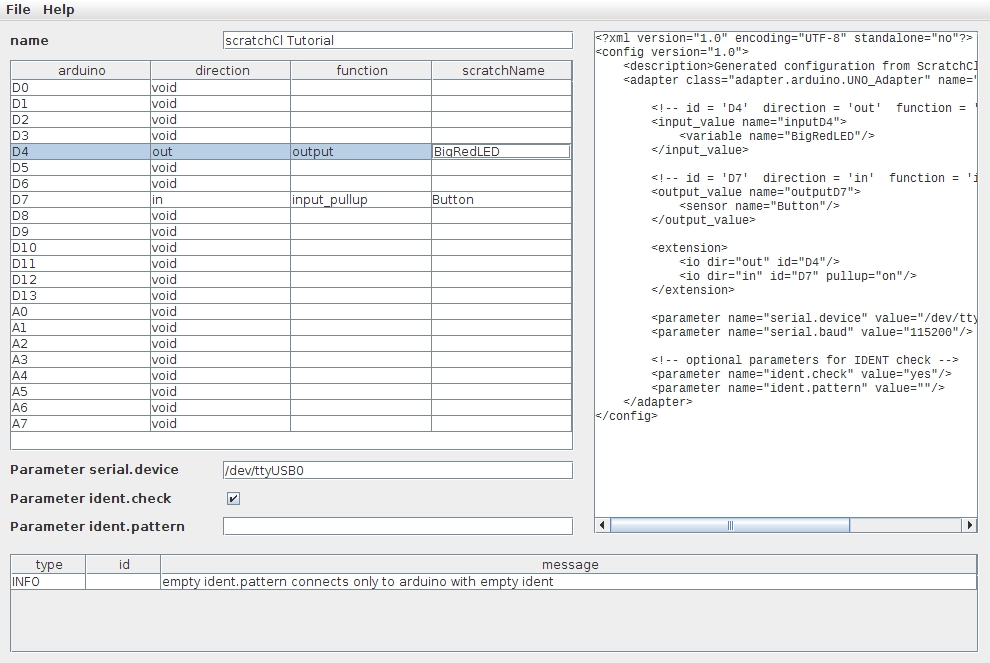 File Help
name scratchCl Tutorial
arduino direction function scratchName
D0 void
D1 void
D2 void
D3 void
D4 out output BigRedLED
D5 void
D6 void
D7 in input_pullup Button
D8 void
D9 void
D10 void
D11 void
D12 void
D13 void
A0 void
A1 void
A2 void
A3 void
A4 void
A5 void
A6 void
A7 void
Parameter serial.device /dev/ttyUSB0
Parameter ident.check
Parameter ident.pattern
<?xml version="1.0" encoding="UTF-8" standalone="no"?>
<config version="1.0">
<description>Generated configuration from ScratchCl
<adapter class="adapter.arduino.UNO_Adapter" name="
<!-- id = 'D4'  direction = 'out'  function = '
<input_value name="inputD4">
<variable name="BigRedLED"/>
</input_value>
<!-- id = 'D7'  direction = 'in'  function = 'i
<output_value name="outputD7">
<sensor name="Button"/>
</output_value>
<extension>
<io dir="out" id="D4"/>
<io dir="in" id="D7" pullup="on"/>
</extension>
<parameter name="serial.device" value="/dev/tty
<parameter name="serial.baud" value="115200"/>
<!-- optional parameters for IDENT check -->
<parameter name="ident.check" value="yes"/>
<parameter name="ident.pattern" value=""/>
</adapter>
</config>
type id message
INFO empty ident.pattern connects only to arduino with empty ident